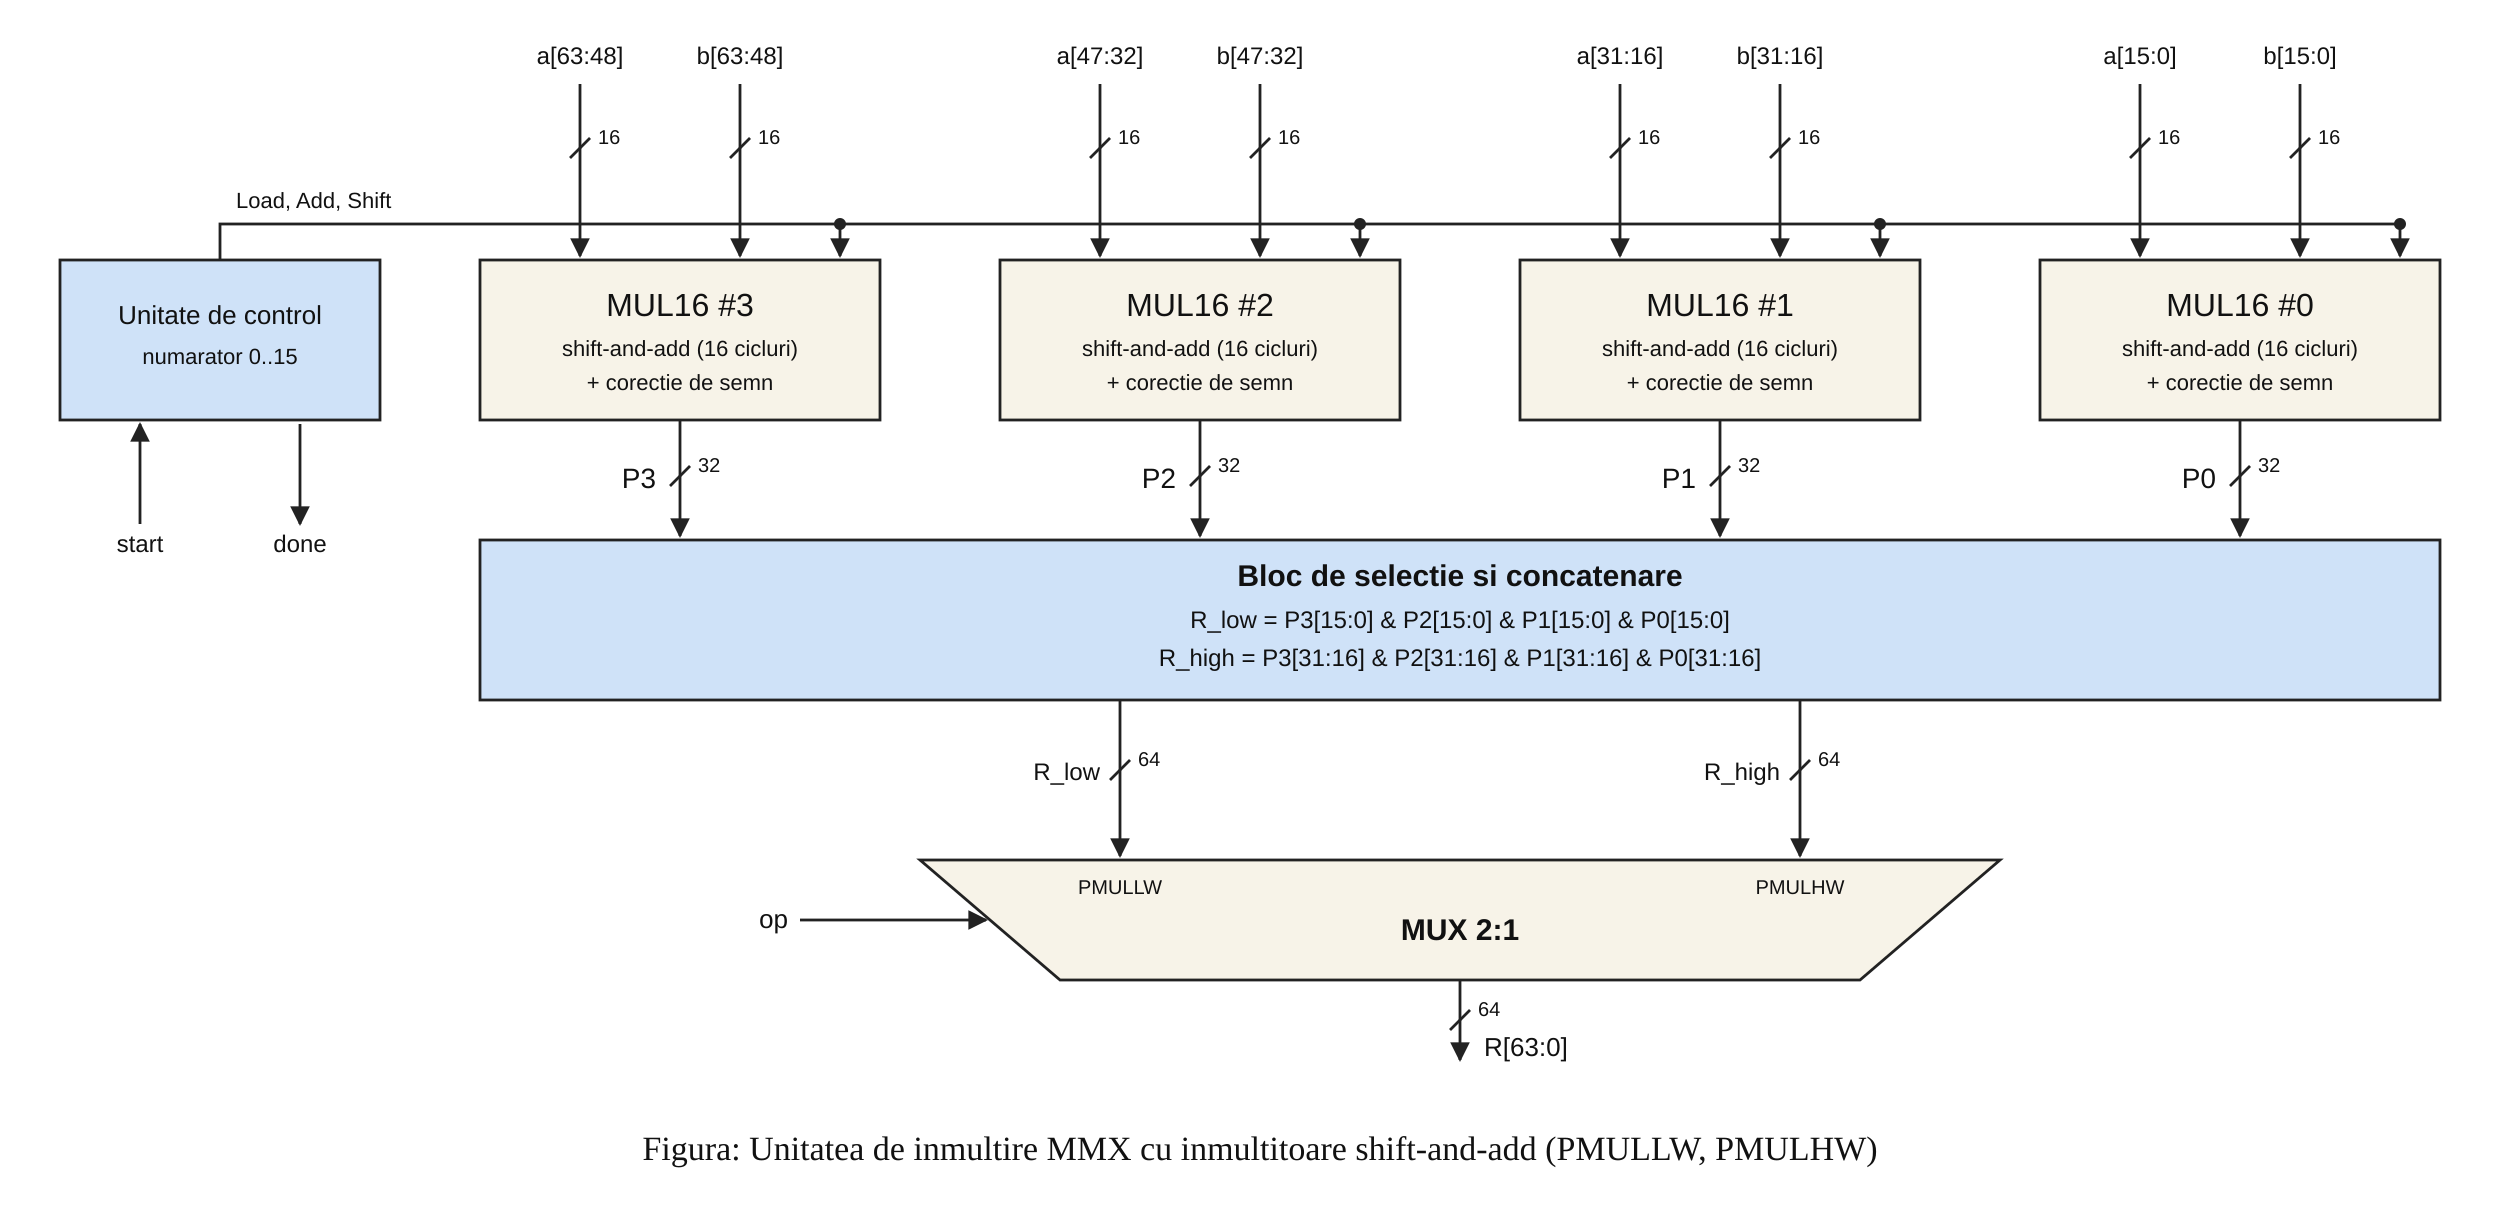 a[63:48] b[63:48] a[47:32] b[47:32] a[31:16] b[31:16] a[15:0] b[15:0]
16 16 16 16 16 16 16 16
Load, Add, Shift
Unitate de control
numarator 0..15
MUL16 #3
shift-and-add (16 cicluri)
+ corectie de semn
MUL16 #2
shift-and-add (16 cicluri)
+ corectie de semn
MUL16 #1
shift-and-add (16 cicluri)
+ corectie de semn
MUL16 #0
shift-and-add (16 cicluri)
+ corectie de semn
P3 32 P2 32 P1 32 P0 32
start done
Bloc de selectie si concatenare
R_low = P3[15:0] & P2[15:0] & P1[15:0] & P0[15:0]
R_high = P3[31:16] & P2[31:16] & P1[31:16] & P0[31:16]
R_low 64 R_high 64
PMULLW PMULHW
op
MUX 2:1
64
R[63:0]
Figura: Unitatea de inmultire MMX cu inmultitoare shift-and-add (PMULLW, PMULHW)